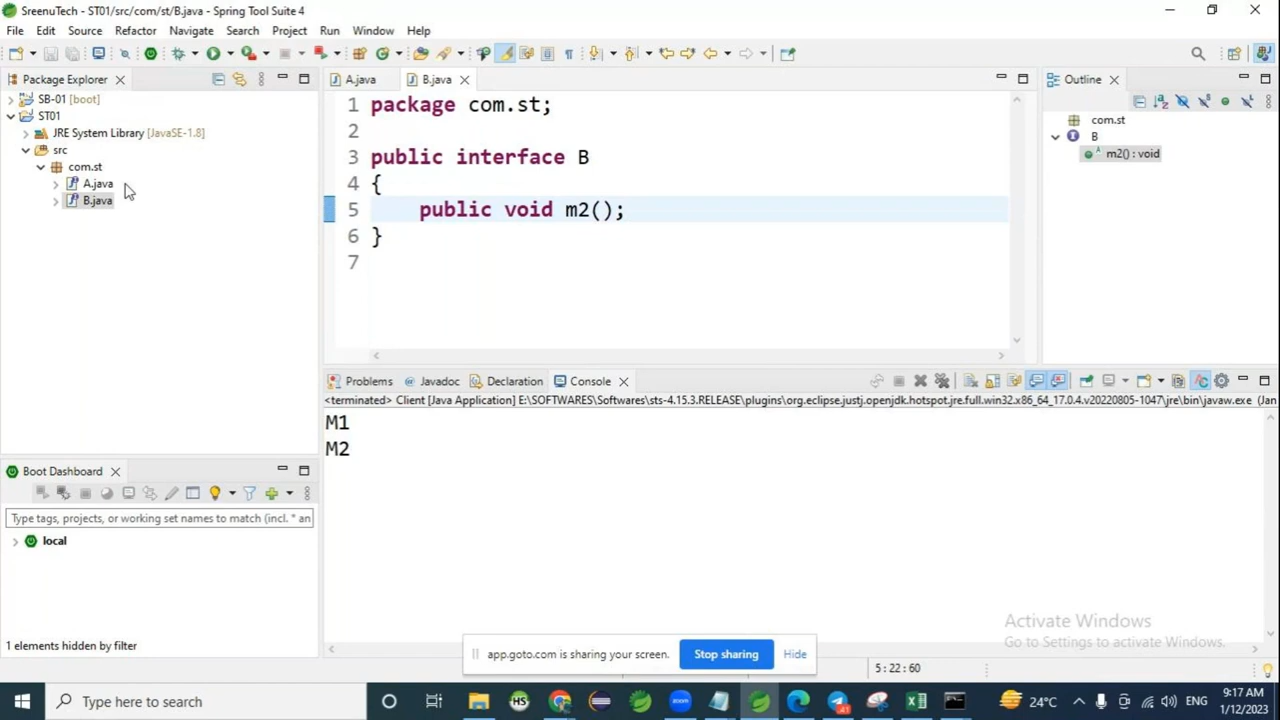 SreenuTech - ST01/src/com/st/B.java - Spring Tool Suite 4
File Edit Source Refactor Navigate Search Project Run Window Help
Package Explorer
SB-01 [boot]
ST01
JRE System Library [JavaSE-1.8]
src
com.st
A.java
B.java
A.java B.java
1 package com.st;
2
3 public interface B
4 {
5 public void m2();
6 }
7
Outline
com.st
B
m2() : void
Problems Javadoc Declaration Console
<terminated> Client [Java Application] E:\SOFTWARES\Softwares\sts-4.15.3.RELEASE\plugins\org.eclipse.justj.openjdk.hotspot.jre.full.win32.x86_64_17.0.4.v20220805-1047\jre\bin\javaw.exe (Jan
M1
M2
Boot Dashboard
Type tags, projects, or working set names to match (incl. * an
local
1 elements hidden by filter
Activate Windows
Go to Settings to activate Windows.
app.goto.com is sharing your screen. Stop sharing Hide
5 : 22 : 60
Type here to search
HS
zoom
24°C
ENG
9:17 AM
1/12/2023